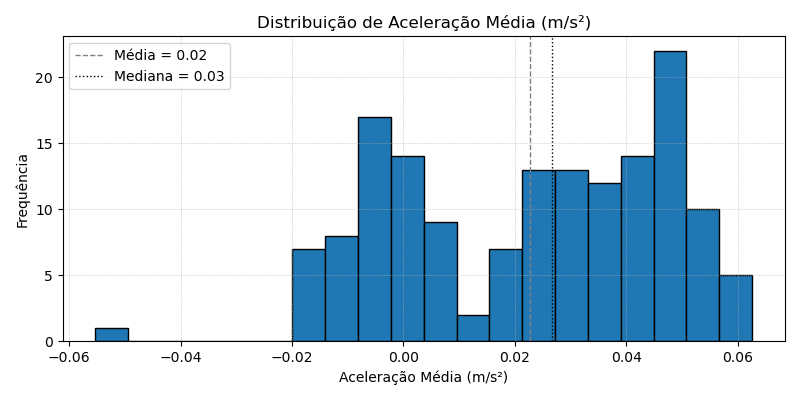 Distribuição de Aceleração Média (m/s²)
Média = 0.02
Mediana = 0.03
Frequência
20
15
10
5
0
−0.06 −0.04 −0.02 0.00 0.02 0.04 0.06
Aceleração Média (m/s²)